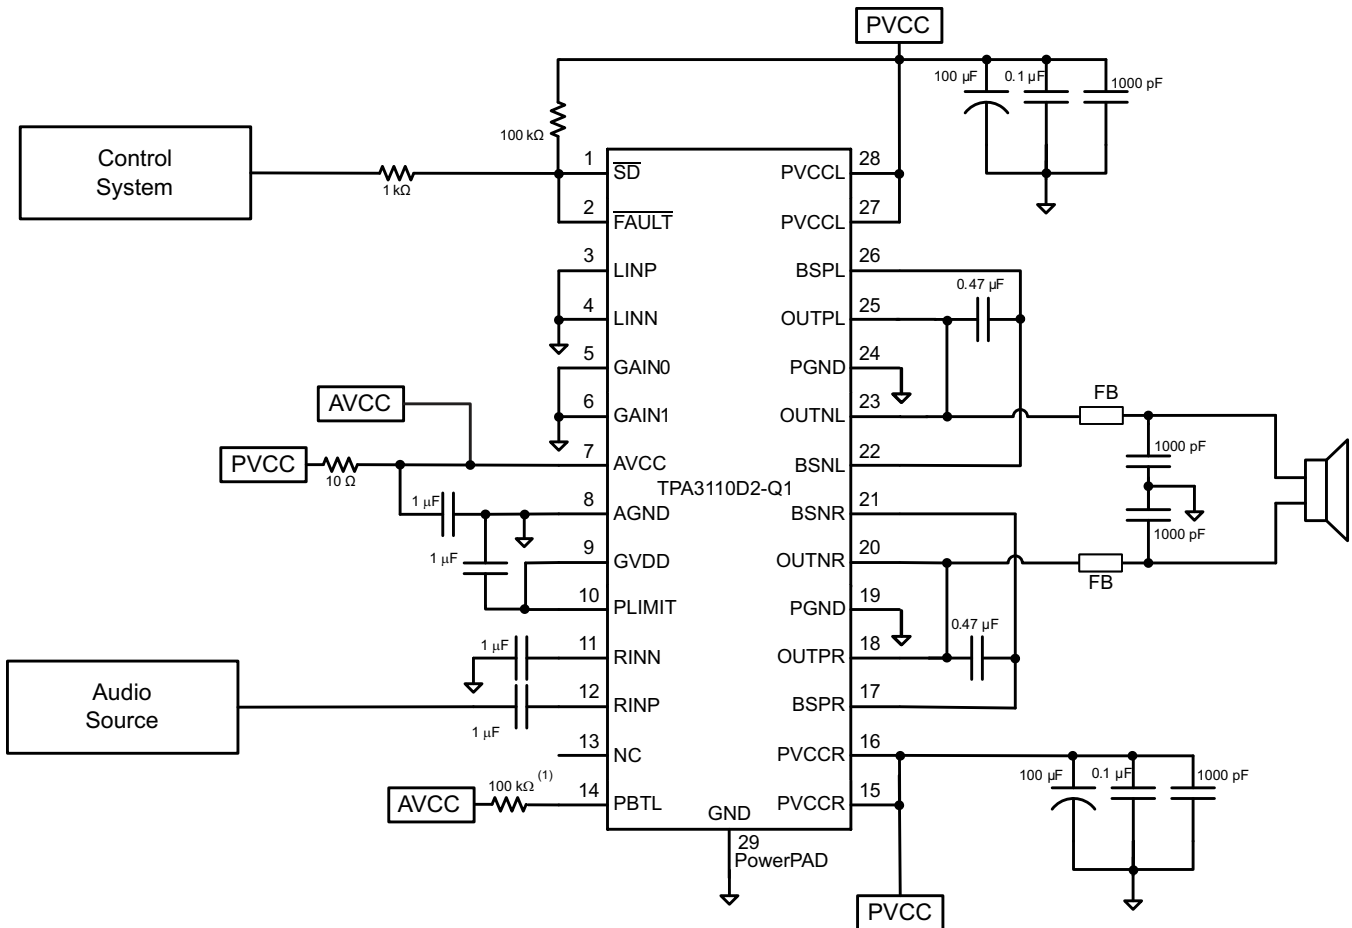 PVCC
100 µF
0.1 µF
1000 pF
100 kΩ
Control
System
1 kΩ
1
SD
PVCCL
28
2
FAULT
PVCCL
27
3
LINP
BSPL
26
0.47 µF
4
LINN
OUTPL
25
5
GAIN0
PGND
24
AVCC
6
GAIN1
OUTNL
23
FB
PVCC
10 Ω
7
AVCC
BSNL
22
1000 pF
TPA3110D2-Q1
1 µF
8
AGND
BSNR
21
1000 pF
1 µF
9
GVDD
OUTNR
20
FB
10
PLIMIT
PGND
19
0.47 µF
1 µF
11
RINN
OUTPR
18
Audio
Source
1 µF
12
RINP
BSPR
17
13
NC
PVCCR
16
100 µF
0.1 µF
1000 pF
AVCC
100 kΩ (1)
14
PBTL
PVCCR
15
GND
29
PowerPAD
PVCC